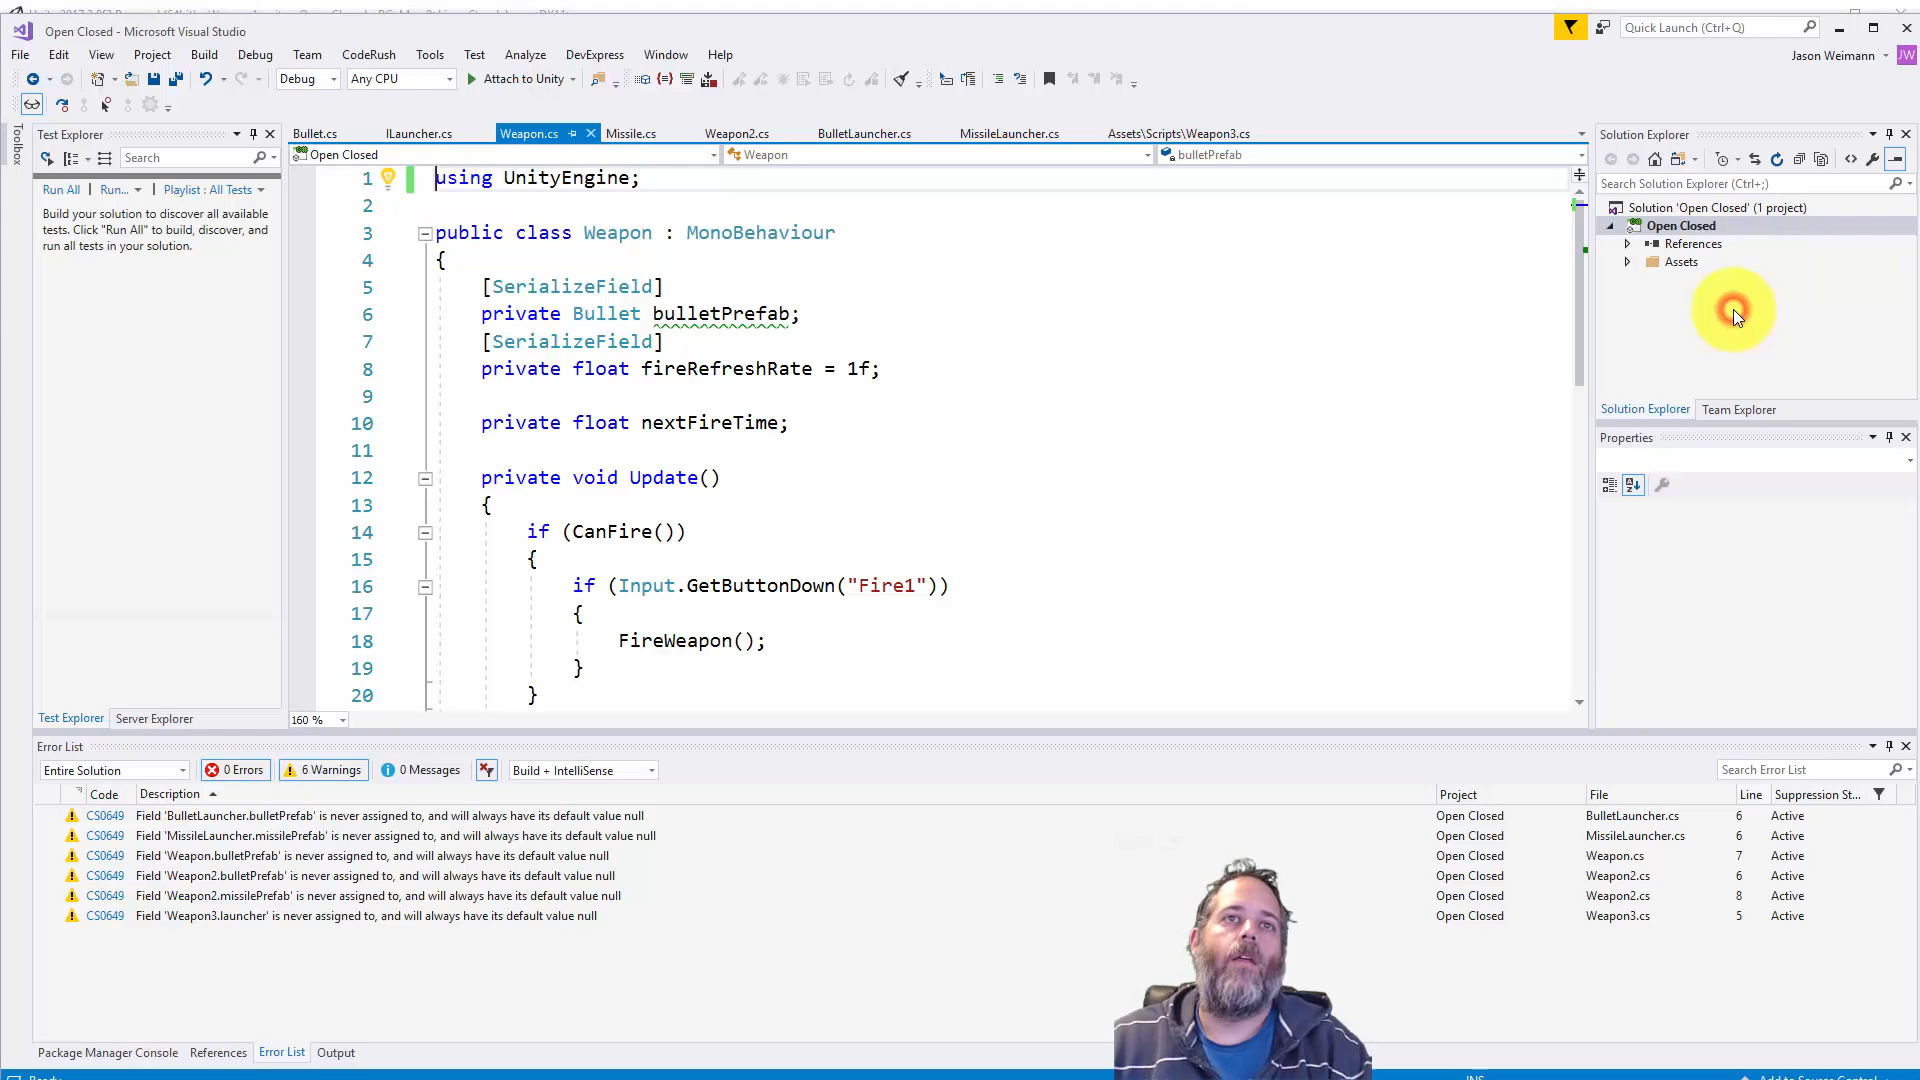 Open Closed - Microsoft Visual Studio
Quick Launch (Ctrl+Q)
File Edit View Project Build Debug Team CodeRush Tools Test Analyze DevExpress Window Help
Jason Weimann JW
Debug Any CPU Attach to Unity
Toolbox
Test Explorer
Search
Run All Run... Playlist : All Tests
Build your solution to discover all available
tests. Click "Run All" to build, discover, and
run all tests in your solution.
Test Explorer Server Explorer
Bullet.cs ILauncher.cs Weapon.cs Missile.cs Weapon2.cs BulletLauncher.cs MissileLauncher.cs Assets\Scripts\Weapon3.cs
Open Closed Weapon bulletPrefab
1 using UnityEngine;
2
3 public class Weapon : MonoBehaviour
4 {
5 [SerializeField]
6 private Bullet bulletPrefab;
7 [SerializeField]
8 private float fireRefreshRate = 1f;
9
10 private float nextFireTime;
11
12 private void Update()
13 {
14 if (CanFire())
15 {
16 if (Input.GetButtonDown("Fire1"))
17 {
18 FireWeapon();
19 }
20 }
160 %
Solution Explorer
Search Solution Explorer (Ctrl+;)
Solution 'Open Closed' (1 project)
Open Closed
References
Assets
Solution Explorer Team Explorer
Properties
Error List
Entire Solution 0 Errors 6 Warnings 0 Messages Build + IntelliSense Search Error List
Code Description Project File Line Suppression St...
CS0649 Field 'BulletLauncher.bulletPrefab' is never assigned to, and will always have its default value null Open Closed BulletLauncher.cs 6 Active
CS0649 Field 'MissileLauncher.missilePrefab' is never assigned to, and will always have its default value null Open Closed MissileLauncher.cs 6 Active
CS0649 Field 'Weapon.bulletPrefab' is never assigned to, and will always have its default value null Open Closed Weapon.cs 7 Active
CS0649 Field 'Weapon2.bulletPrefab' is never assigned to, and will always have its default value null Open Closed Weapon2.cs 6 Active
CS0649 Field 'Weapon2.missilePrefab' is never assigned to, and will always have its default value null Open Closed Weapon2.cs 8 Active
CS0649 Field 'Weapon3.launcher' is never assigned to, and will always have its default value null Open Closed Weapon3.cs 5 Active
Package Manager Console References Error List Output